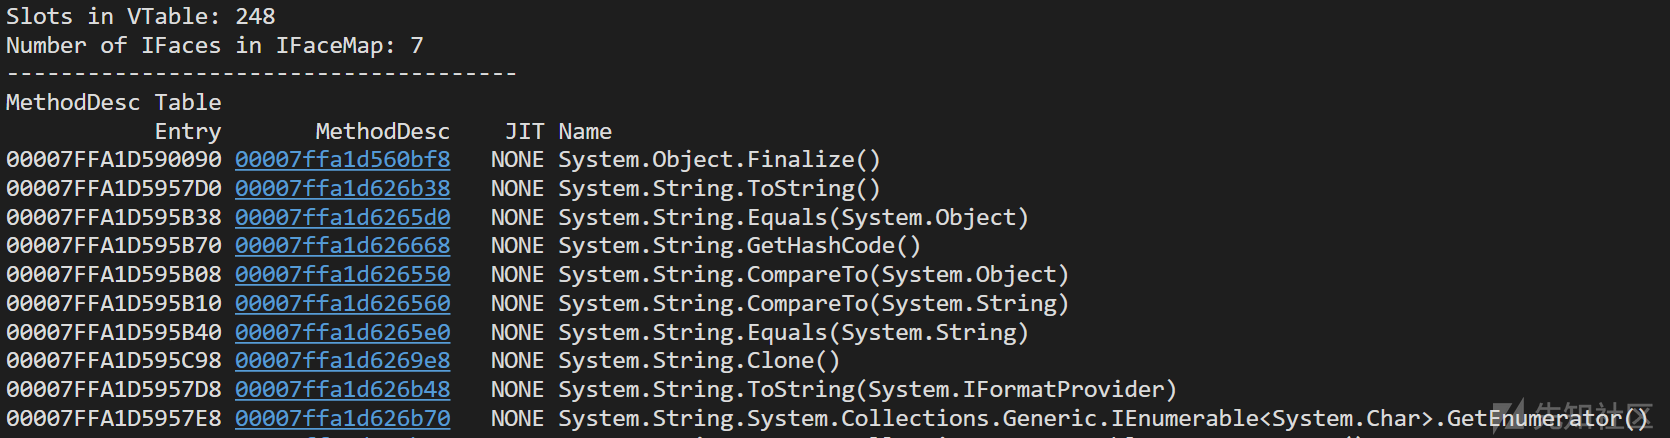 Slots in VTable: 248
Number of IFaces in IFaceMap: 7
--------------------------------------
MethodDesc Table
Entry MethodDesc JIT Name
00007FFA1D590090 00007ffa1d560bf8 NONE System.Object.Finalize()
00007FFA1D5957D0 00007ffa1d626b38 NONE System.String.ToString()
00007FFA1D595B38 00007ffa1d6265d0 NONE System.String.Equals(System.Object)
00007FFA1D595B70 00007ffa1d626668 NONE System.String.GetHashCode()
00007FFA1D595B08 00007ffa1d626550 NONE System.String.CompareTo(System.Object)
00007FFA1D595B10 00007ffa1d626560 NONE System.String.CompareTo(System.String)
00007FFA1D595B40 00007ffa1d6265e0 NONE System.String.Equals(System.String)
00007FFA1D595C98 00007ffa1d6269e8 NONE System.String.Clone()
00007FFA1D5957D8 00007ffa1d626b48 NONE System.String.ToString(System.IFormatProvider)
00007FFA1D5957E8 00007ffa1d626b70 NONE System.String.System.Collections.Generic.IEnumerable<System.Char>.GetEnumerator()
先知社区